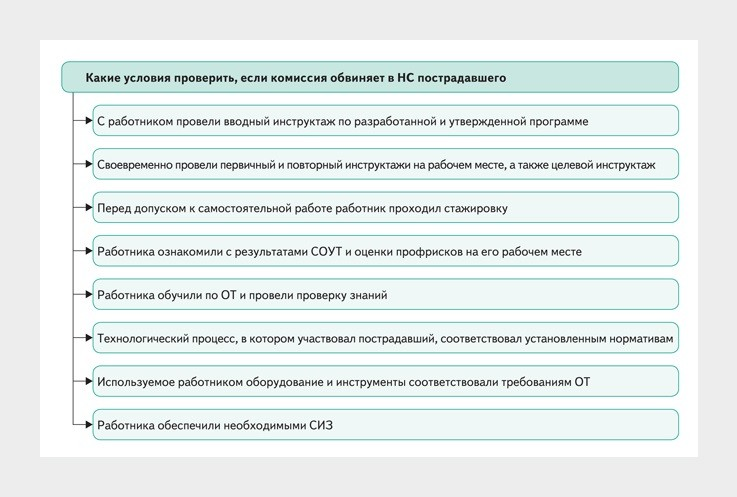 Какие условия проверить, если комиссия обвиняет в НС пострадавшего
С работником провели вводный инструктаж по разработанной и утвержденной программе
Своевременно провели первичный и повторный инструктажи на рабочем месте, а также целевой инструктаж
Перед допуском к самостоятельной работе работник проходил стажировку
Работника ознакомили с результатами СОУТ и оценки профрисков на его рабочем месте
Работника обучили по ОТ и провели проверку знаний
Технологический процесс, в котором участвовал пострадавший, соответствовал установленным нормативам
Используемое работником оборудование и инструменты соответствовали требованиям ОТ
Работника обеспечили необходимыми СИЗ